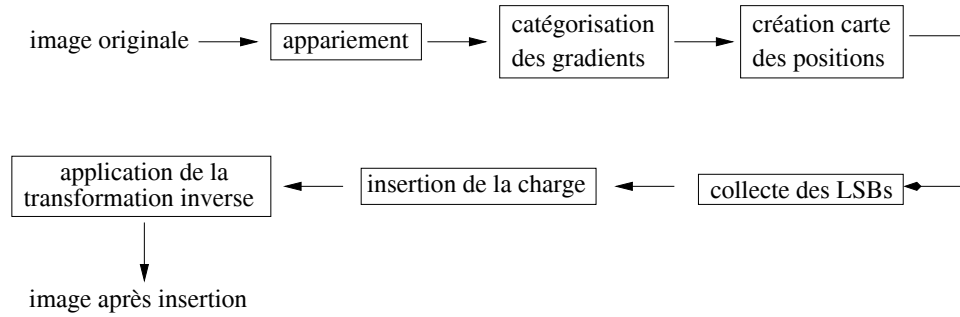 image originale
appariement
catégorisation
des gradients
création carte
des positions
collecte des LSBs
insertion de la charge
application de la
transformation inverse
image après insertion